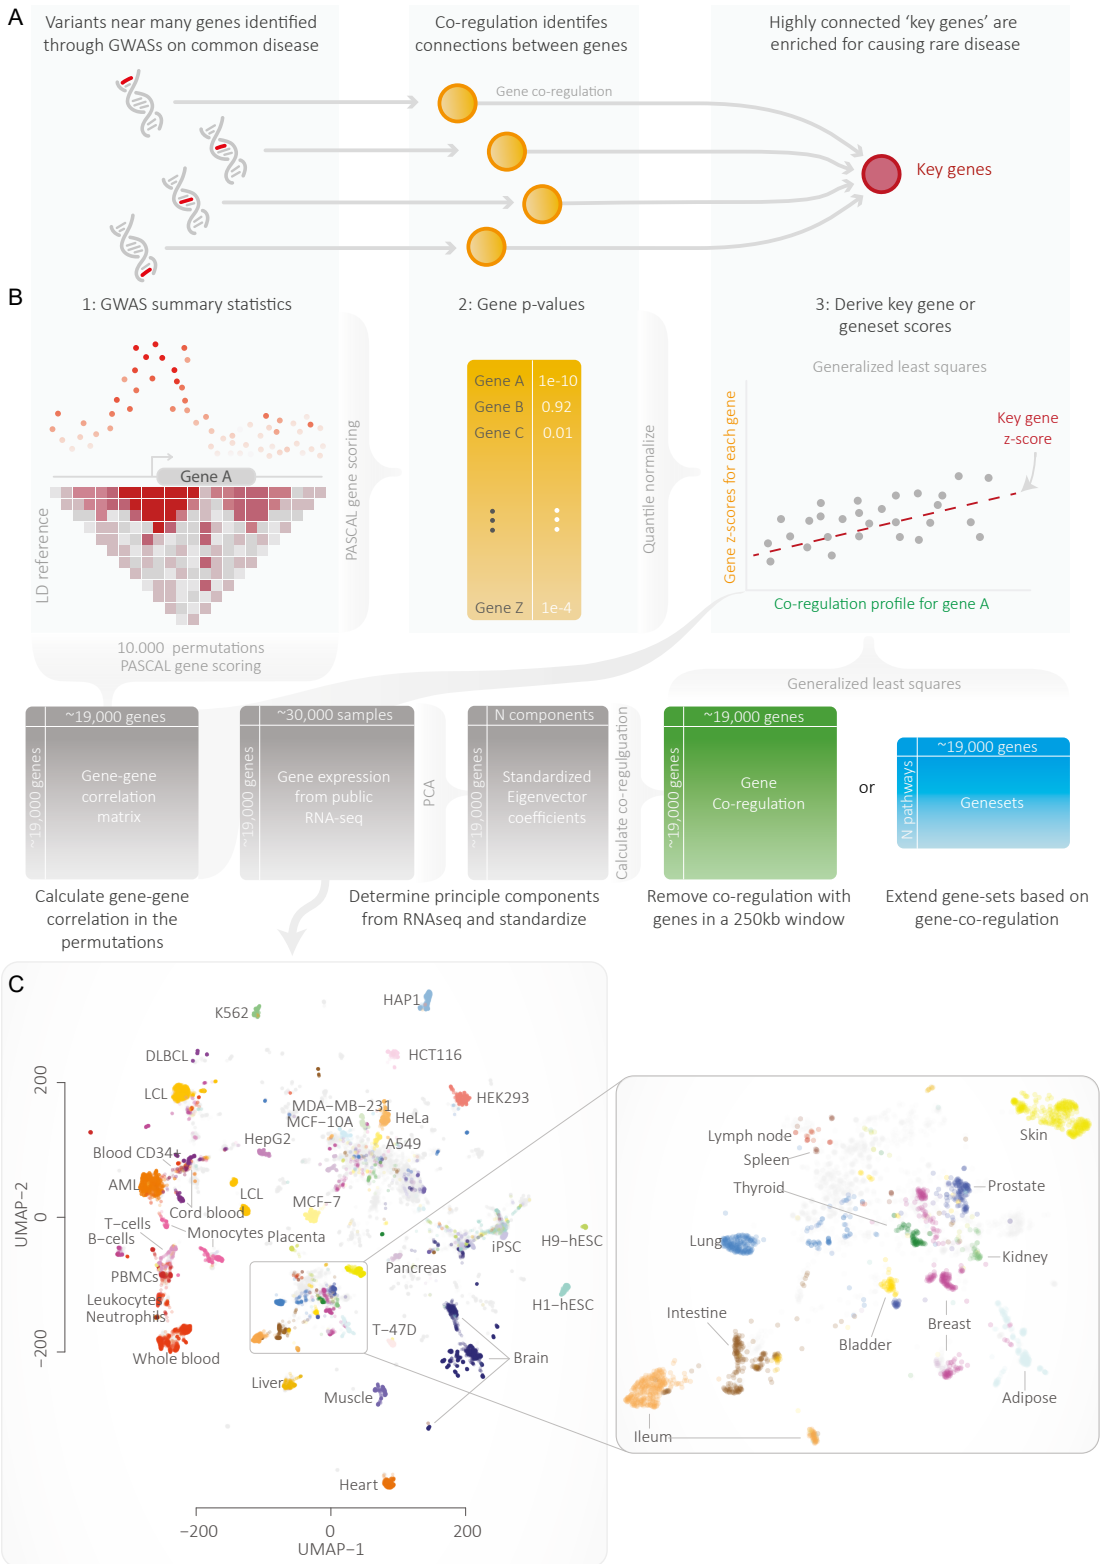 A
Variants near many genes identified
through GWASs on common disease
Co-regulation identifes
connections between genes
Highly connected ‘key genes’ are
enriched for causing rare disease
Gene co-regulation
Key genes
B
1: GWAS summary statistics
2: Gene p-values
3: Derive key gene or
geneset scores
Gene A
LD reference
PASCAL gene scoring
Gene A 1e-10
Gene B 0.92
Gene C 0.01
Gene Z 1e-4
Quantile normalize
Generalized least squares
Gene z-scores for each gene
Key gene
z-score
Co-regulation profile for gene A
10.000 permutations
PASCAL gene scoring
Generalized least squares
~19,000 genes
~19,000 genes
Gene-gene
correlation
matrix
~30,000 samples
~19,000 genes
Gene expression
from public
RNA-seq
PCA
N components
~19,000 genes
Standardized
Eigenvector
coefficients
Calculate co-regulguation
~19,000 genes
~19,000 genes
Gene
Co-regulation
or
~19,000 genes
N pathways
Genesets
Calculate gene-gene
correlation in the
permutations
Determine principle components
from RNAseq and standardize
Remove co-regulation with
genes in a 250kb window
Extend gene-sets based on
gene-co-regulation
C
K562
HAP1
DLBCL
HCT116
LCL
MDA−MB−231
HEK293
MCF−10A
HeLa
HepG2
A549
Blood CD34+
AML
LCL
Cord blood
MCF−7
T−cells
Monocytes
Placenta
B−cells
iPSC
H9−hESC
PBMCs
Pancreas
Leukocytes
Neutrophils
H1−hESC
T−47D
Whole blood
Brain
Liver
Muscle
Heart
200
0
−200
UMAP−2
−200
0
200
UMAP−1
Skin
Lymph node
Spleen
Thyroid
Prostate
Lung
Kidney
Intestine
Breast
Bladder
Adipose
Ileum